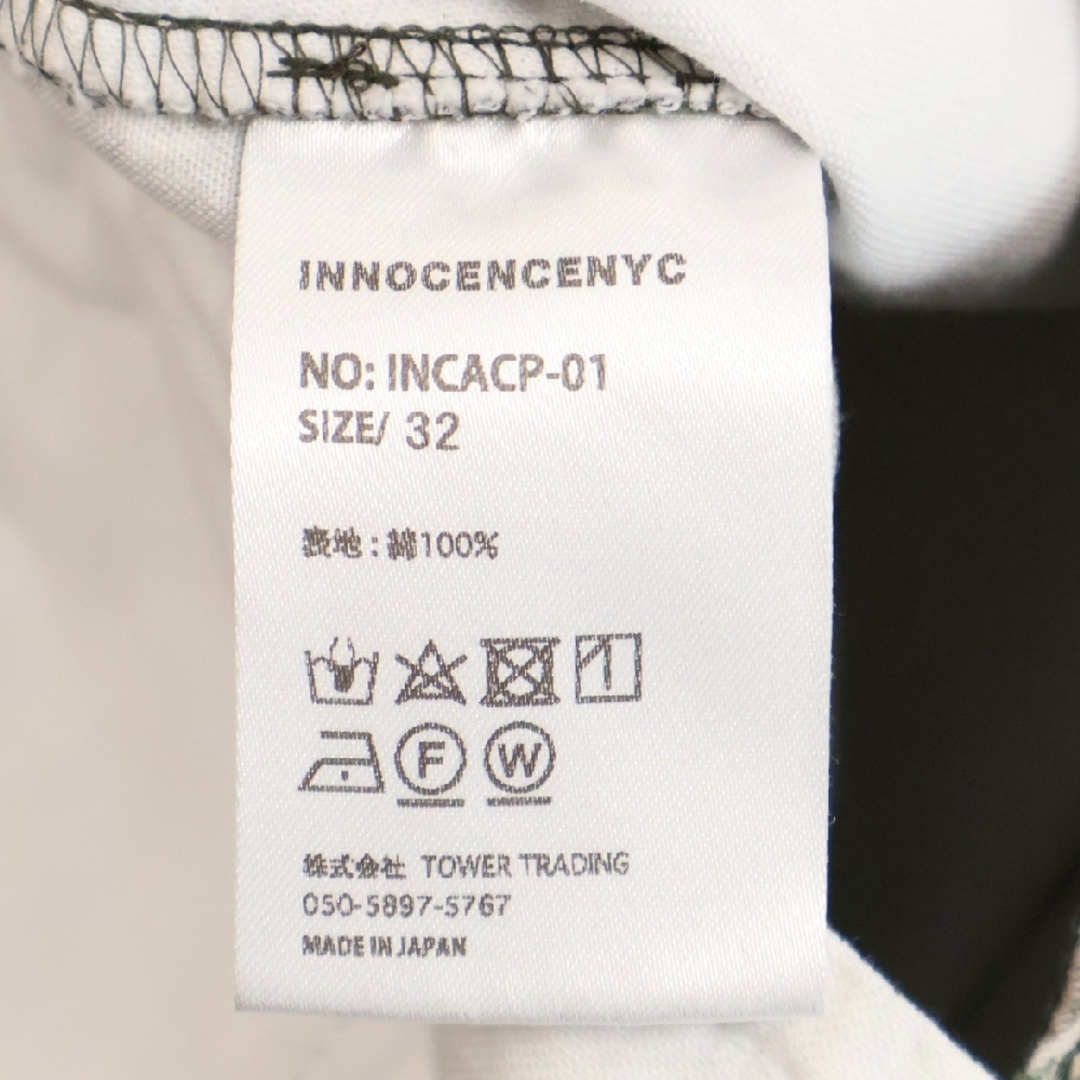 INNOCENCENYC
NO: INCACP-01
SIZE/ 32
表地 : 綿100%
F W
株式会社 TOWER TRADING
050-5897-5767
MADE IN JAPAN